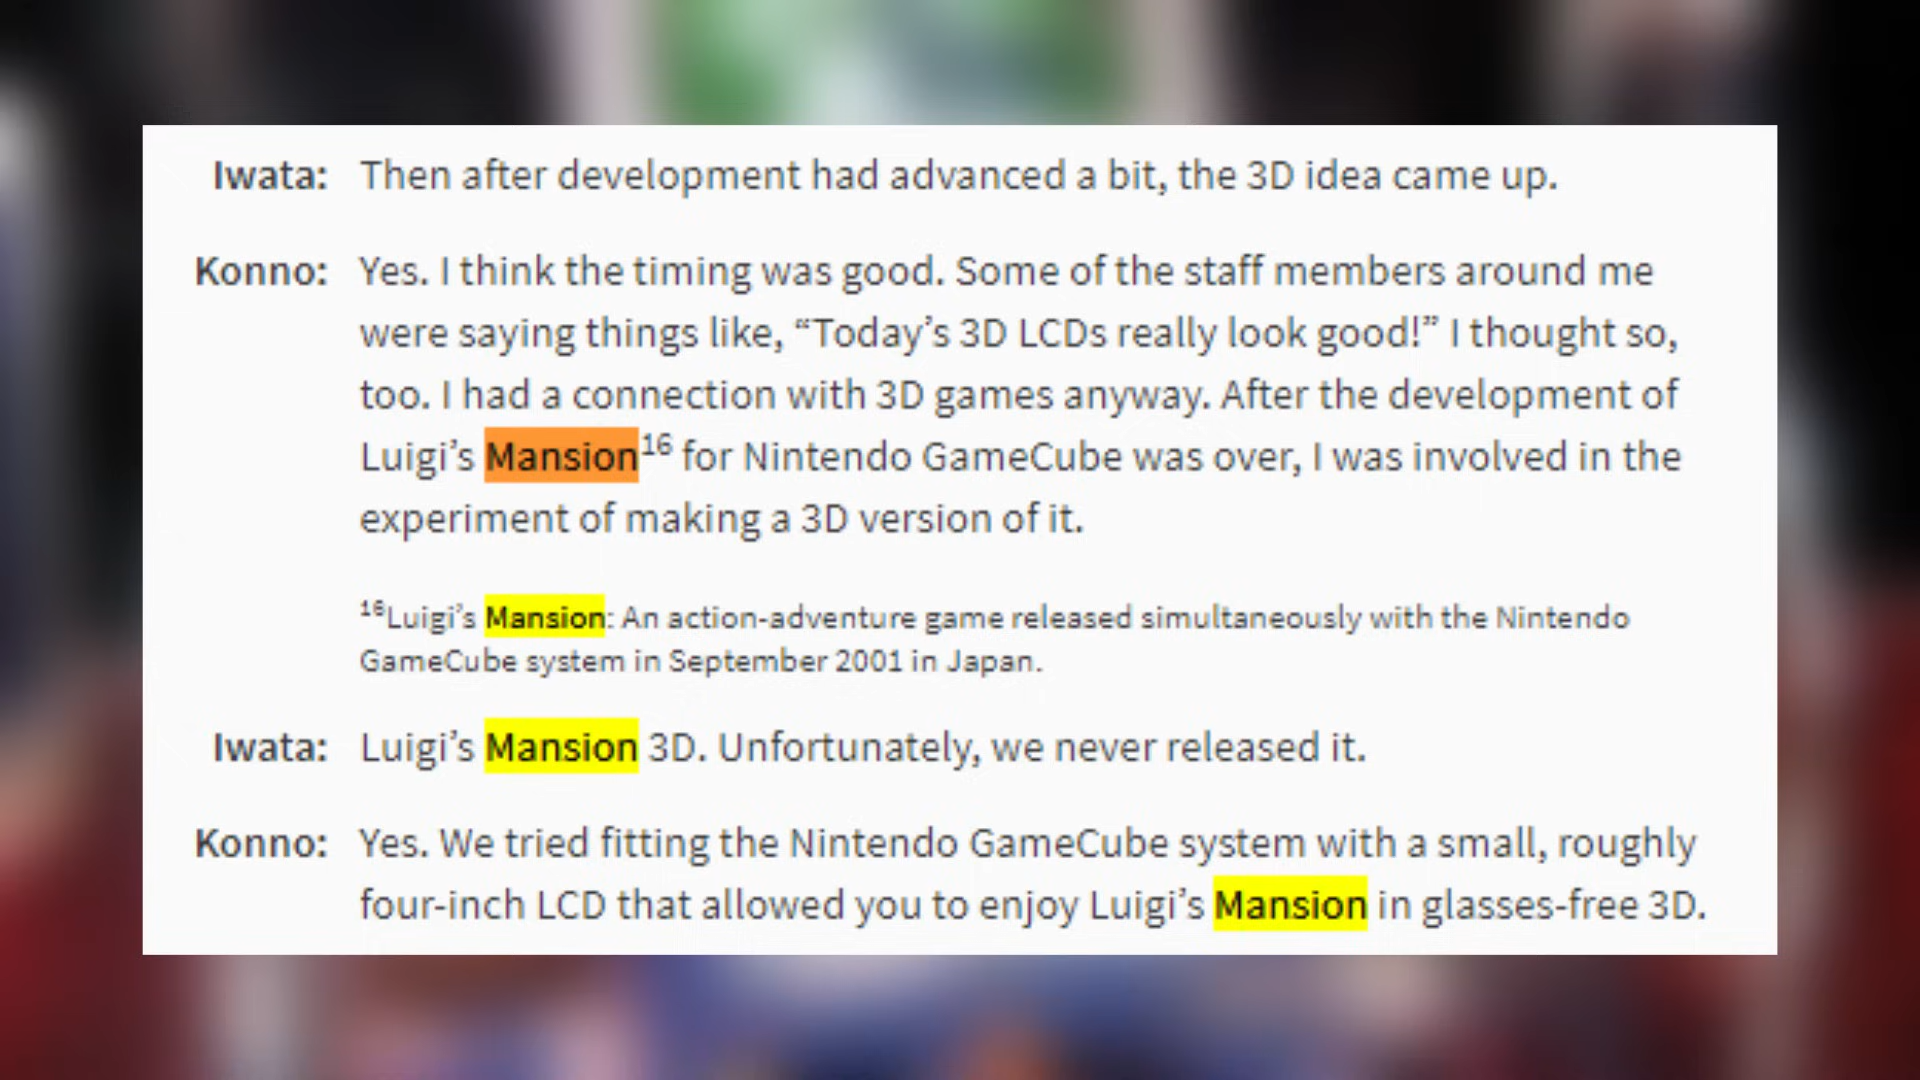 Iwata: Then after development had advanced a bit, the 3D idea came up.
Konno: Yes. I think the timing was good. Some of the staff members around me
were saying things like, “Today’s 3D LCDs really look good!” I thought so,
too. I had a connection with 3D games anyway. After the development of
Luigi’s Mansion16 for Nintendo GameCube was over, I was involved in the
experiment of making a 3D version of it.
16Luigi’s Mansion: An action-adventure game released simultaneously with the Nintendo
GameCube system in September 2001 in Japan.
Iwata: Luigi’s Mansion 3D. Unfortunately, we never released it.
Konno: Yes. We tried fitting the Nintendo GameCube system with a small, roughly
four-inch LCD that allowed you to enjoy Luigi’s Mansion in glasses-free 3D.